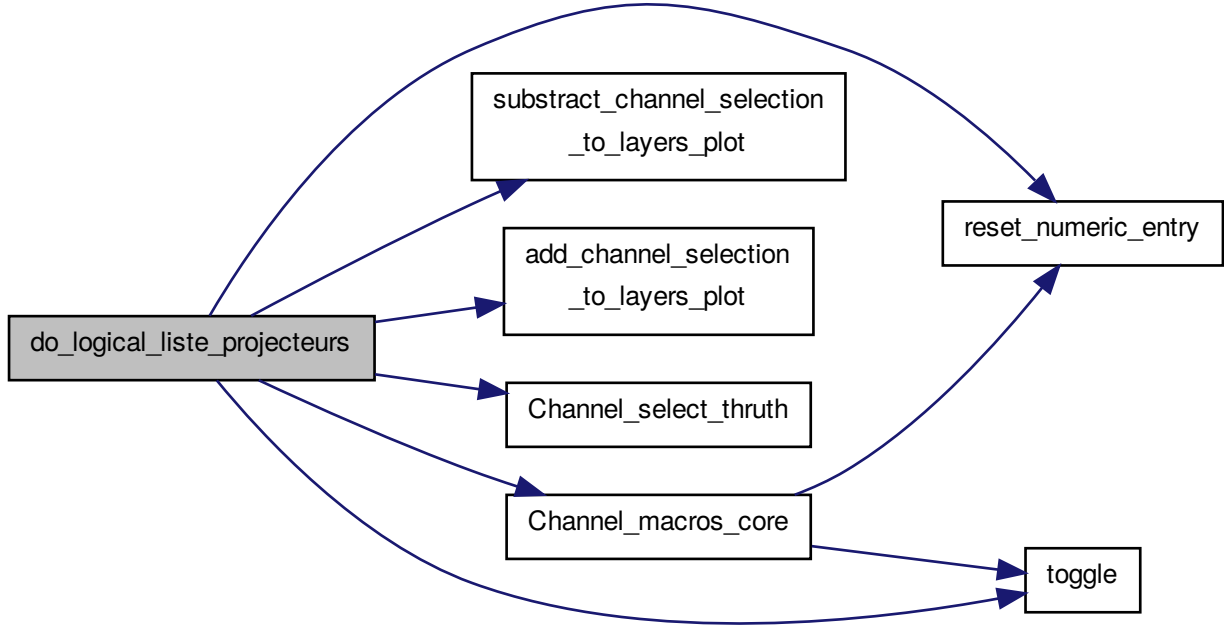 substract_channel_selection
_to_layers_plot
reset_numeric_entry
add_channel_selection
_to_layers_plot
do_logical_liste_projecteurs
Channel_select_thruth
Channel_macros_core
toggle